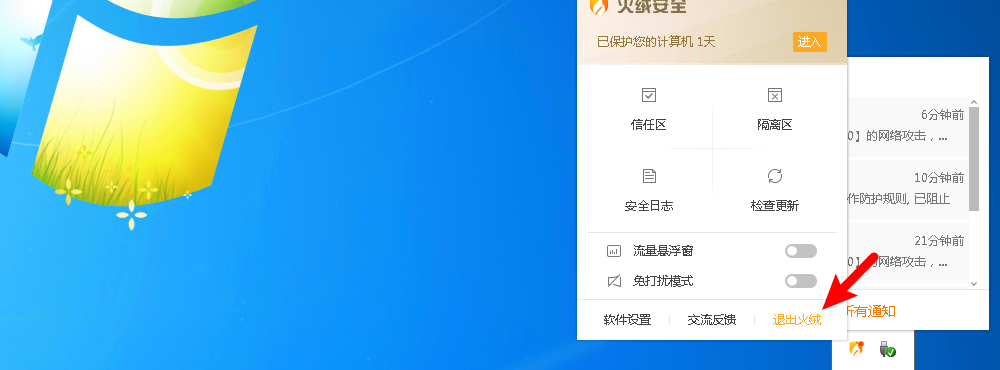 火绒安全
已保护您的计算机 1天
进入
信任区
隔离区
安全日志
检查更新
流量悬浮窗
免打扰模式
软件设置
交流反馈
退出火绒
6分钟前
0】的网络攻击，...
10分钟前
作防护规则, 已阻止
21分钟前
0】的网络攻击，...
所有通知